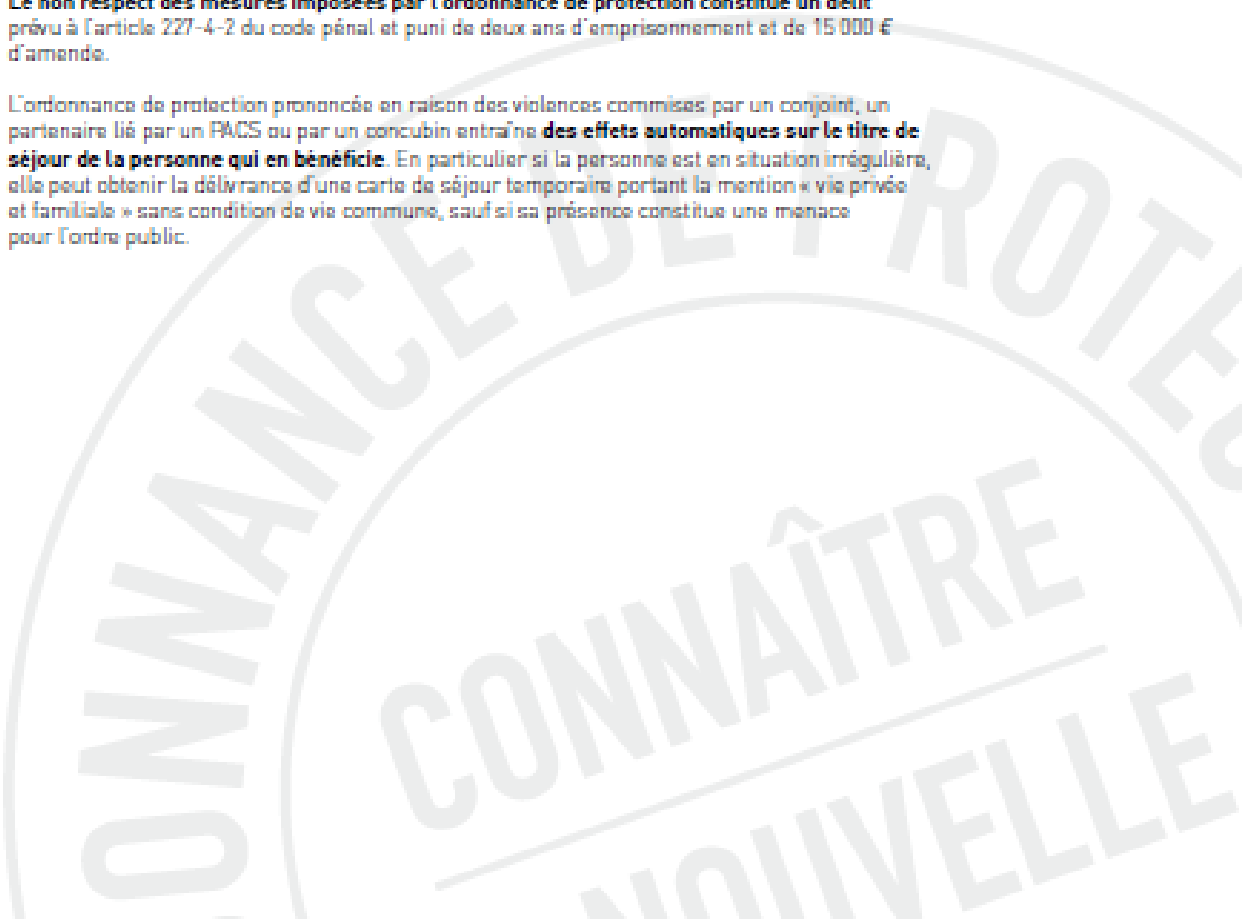 Le non respect des mesures imposées par l'ordonnance de protection constitue un délit
prévu à l'article 227-4-2 du code pénal et puni de deux ans d'emprisonnement et de 15 000 €
d'amende.
L'ordonnance de protection prononcée en raison des violences commises par un conjoint, un
partenaire lié par un PACS ou par un concubin entraîne des effets automatiques sur le titre de
séjour de la personne qui en bénéficie. En particulier si la personne est en situation irrégulière,
elle peut obtenir la délivrance d'une carte de séjour temporaire portant la mention « vie privée
et familiale » sans condition de vie commune, sauf si sa présence constitue une menace
pour l'ordre public.
ONNANCE DE PROTEC
CONNAÎTRE
NOUVELLE